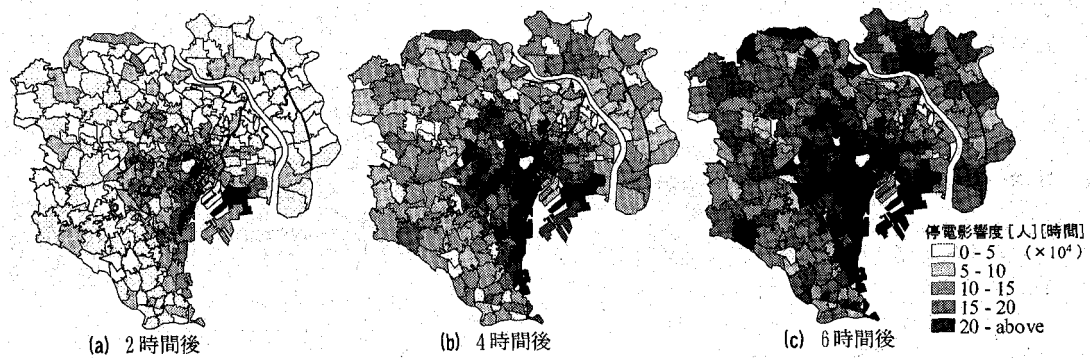 停電影響度[人][時間]
0 - 5 (×10⁴)
5 - 10
10 - 15
15 - 20
20 - above
(a) 2時間後
(b) 4時間後
(c) 6時間後